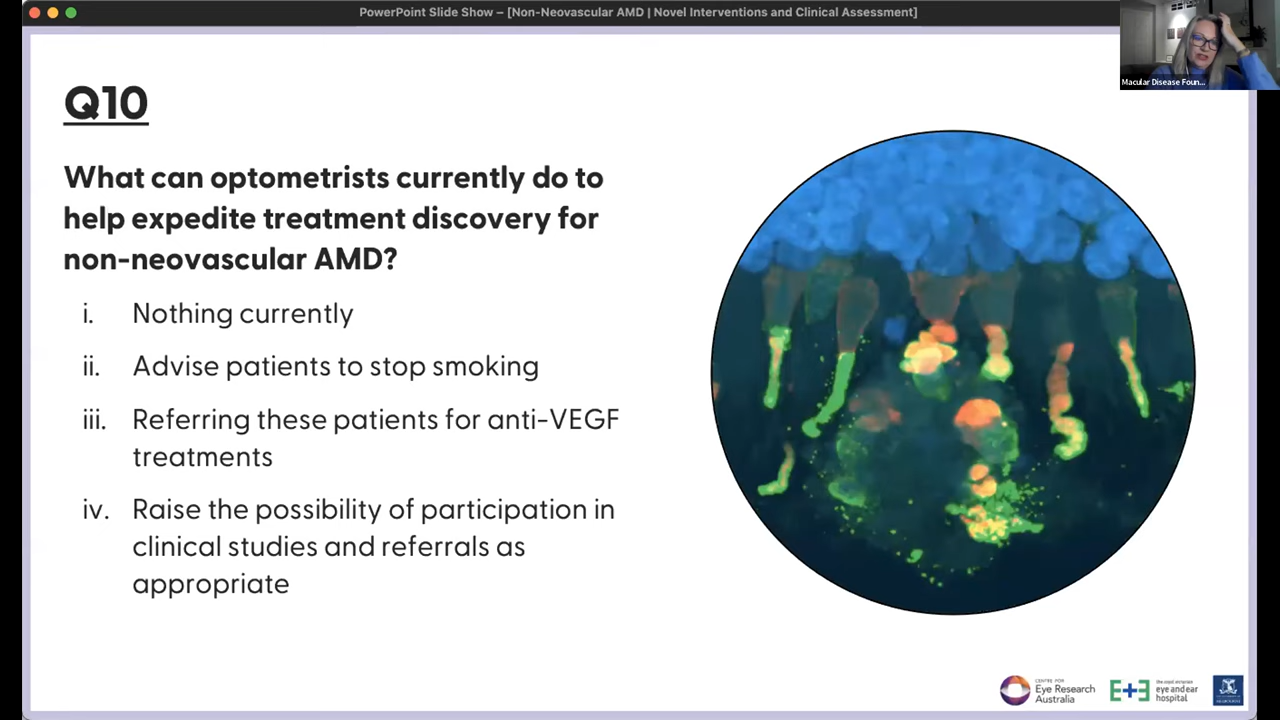 PowerPoint Slide Show – [Non-Neovascular AMD | Novel Interventions and Clinical Assessment]
Macular Disease Foun...
Q10
What can optometrists currently do to
help expedite treatment discovery for
non-neovascular AMD?
i. Nothing currently
ii. Advise patients to stop smoking
iii. Referring these patients for anti-VEGF
treatments
iv. Raise the possibility of participation in
clinical studies and referrals as
appropriate
CENTRE FOR
Eye Research
Australia
E+E
eye and ear
hospital